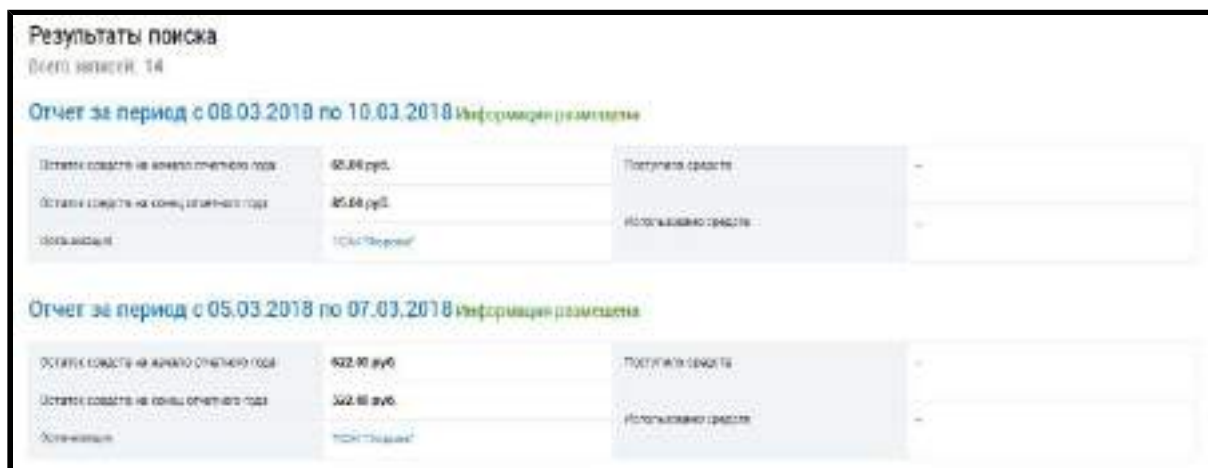 Результаты поиска
Всего записей: 14
Отчет за период с 08.03.2018 по 10.03.2018 Информация размещена
Остаток средств на начало отчетного года руб. Поступило средств -
Остаток средств на конец отчетного года руб.
Использовано средств -
Организация
Отчет за период с 05.03.2018 по 07.03.2018 Информация размещена
Остаток средств на начало отчетного года руб. Поступило средств -
Остаток средств на конец отчетного года руб.
Использовано средств -
Организация